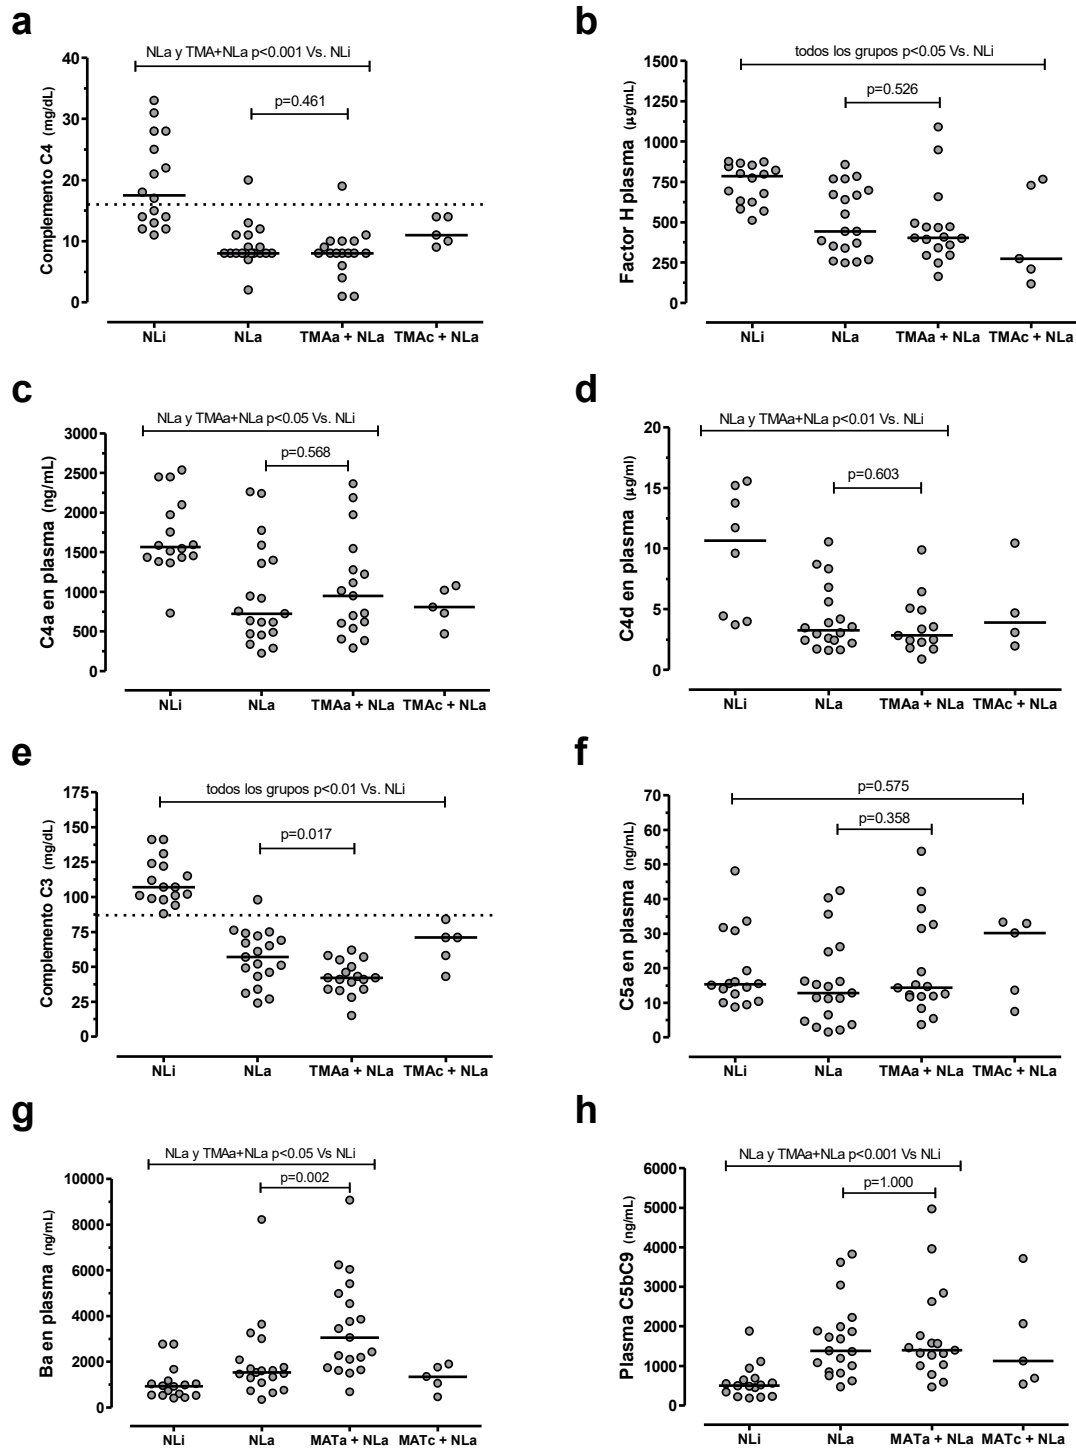 a
NLa y TMA+NLa p<0.001 Vs. NLi
p=0.461
Complemento C4 (mg/dL)
40
30
20
10
0
NLi NLa TMAa + NLa TMAc + NLa
b
todos los grupos p<0.05 Vs. NLi
p=0.526
Factor H plasma (µg/mL)
1500
1250
1000
750
500
250
0
NLi NLa TMAa + NLa TMAc + NLa
c
NLa y TMAa+NLa p<0.05 Vs. NLi
p=0.568
C4a en plasma (ng/mL)
3000
2500
2000
1500
1000
500
0
NLi NLa TMAa + NLa TMAc + NLa
d
NLa y TMAa+NLa p<0.01 Vs. NLi
p=0.603
C4d en plasma (µg/ml)
20
15
10
5
0
NLi NLa TMAa + NLa TMAc + NLa
e
todos los grupos p<0.01 Vs. NLi
p=0.017
Complemento C3 (mg/dL)
175
150
125
100
75
50
25
0
NLi NLa TMAa + NLa TMAc + NLa
f
p=0.575
p=0.358
C5a en plasma (ng/mL)
70
60
50
40
30
20
10
0
NLi NLa TMAa + NLa TMAc + NLa
g
NLa y TMAa+NLa p<0.05 Vs NLi
p=0.002
Ba en plasma (ng/mL)
10000
8000
6000
4000
2000
0
NLi NLa MATa + NLa MATc + NLa
h
NLa y TMAa+NLa p<0.001 Vs NLi
p=1.000
Plasma C5bC9 (ng/mL)
6000
5000
4000
3000
2000
1000
0
NLi NLa MATa + NLa MATc + NLa